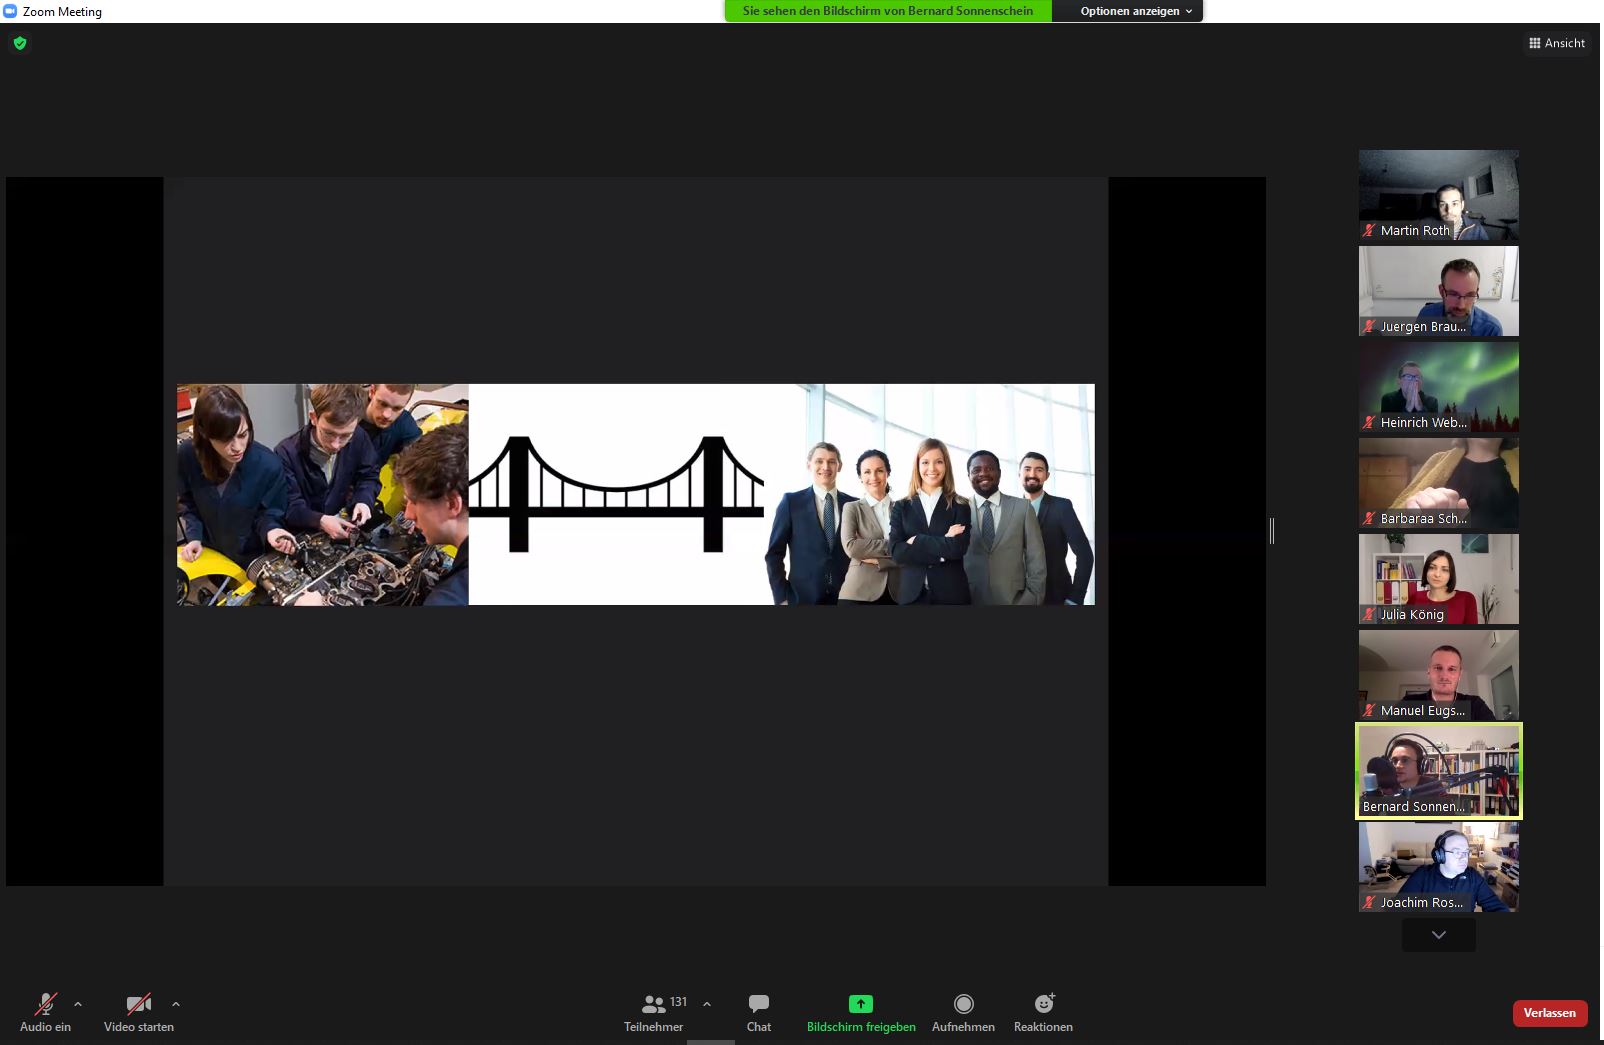 Zoom Meeting
Sie sehen den Bildschirm von Bernard Sonnenschein
Optionen anzeigen
Ansicht
Martin Roth
Juergen Brau...
Heinrich Web...
Barbaraa Sch...
Julia König
Manuel Eugs...
Bernard Sonnen...
Joachim Ros...
Audio ein
Video starten
131
Teilnehmer
Chat
Bildschirm freigeben
Aufnehmen
Reaktionen
Verlassen